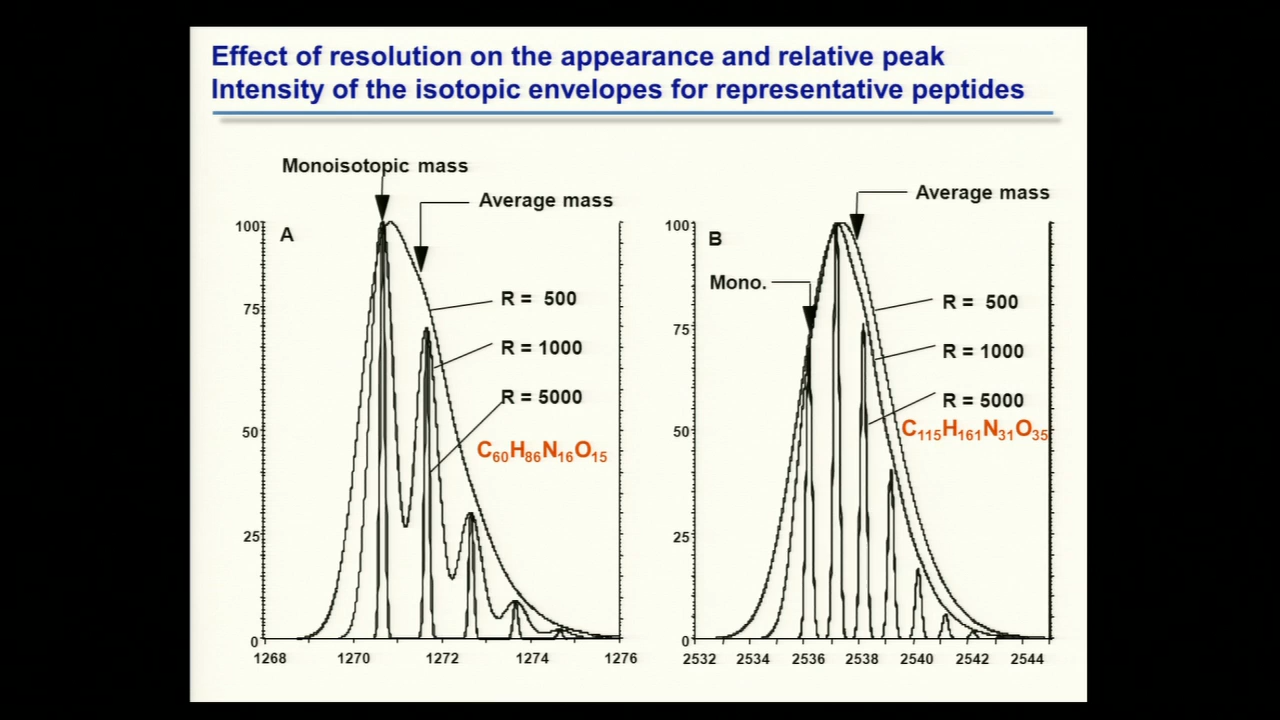 Effect of resolution on the appearance and relative peak
Intensity of the isotopic envelopes for representative peptides
Monoisotopic mass
Average mass
A
100
75
50
25
0
R = 500
R = 1000
R = 5000
C60H86N16O15
1268 1270 1272 1274 1276
Average mass
B
Mono.
100
75
50
25
0
R = 500
R = 1000
R = 5000
C115H161N31O35
2532 2534 2536 2538 2540 2542 2544